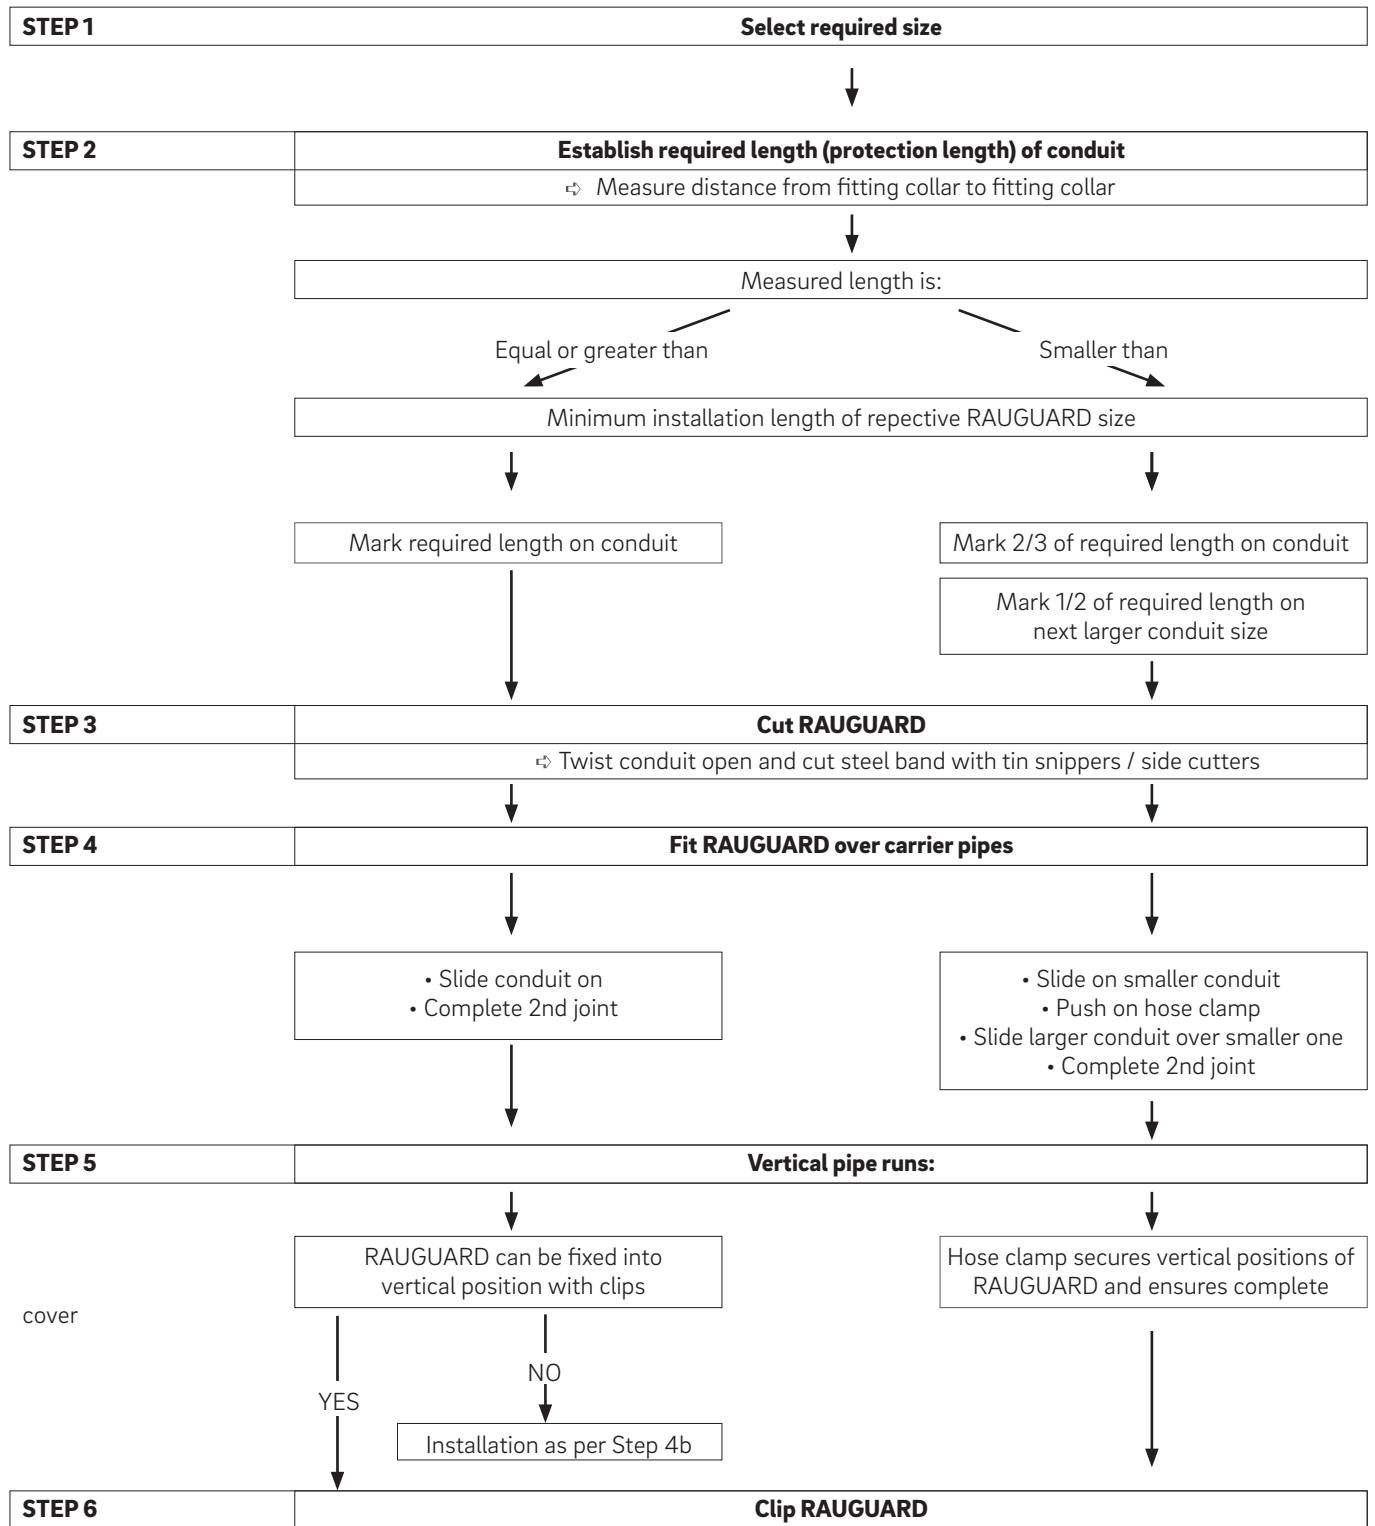 STEP 1 Select required size
STEP 2 Establish required length (protection length) of conduit
➪ Measure distance from fitting collar to fitting collar
Measured length is:
Equal or greater than Smaller than
Minimum installation length of repective RAUGUARD size
Mark required length on conduit
Mark 2/3 of required length on conduit
Mark 1/2 of required length on
next larger conduit size
STEP 3 Cut RAUGUARD
➪ Twist conduit open and cut steel band with tin snippers / side cutters
STEP 4 Fit RAUGUARD over carrier pipes
• Slide conduit on
• Complete 2nd joint
• Slide on smaller conduit
• Push on hose clamp
• Slide larger conduit over smaller one
• Complete 2nd joint
STEP 5 Vertical pipe runs:
RAUGUARD can be fixed into
vertical position with clips
Hose clamp secures vertical positions of
RAUGUARD and ensures complete
cover
NO
YES
Installation as per Step 4b
STEP 6 Clip RAUGUARD